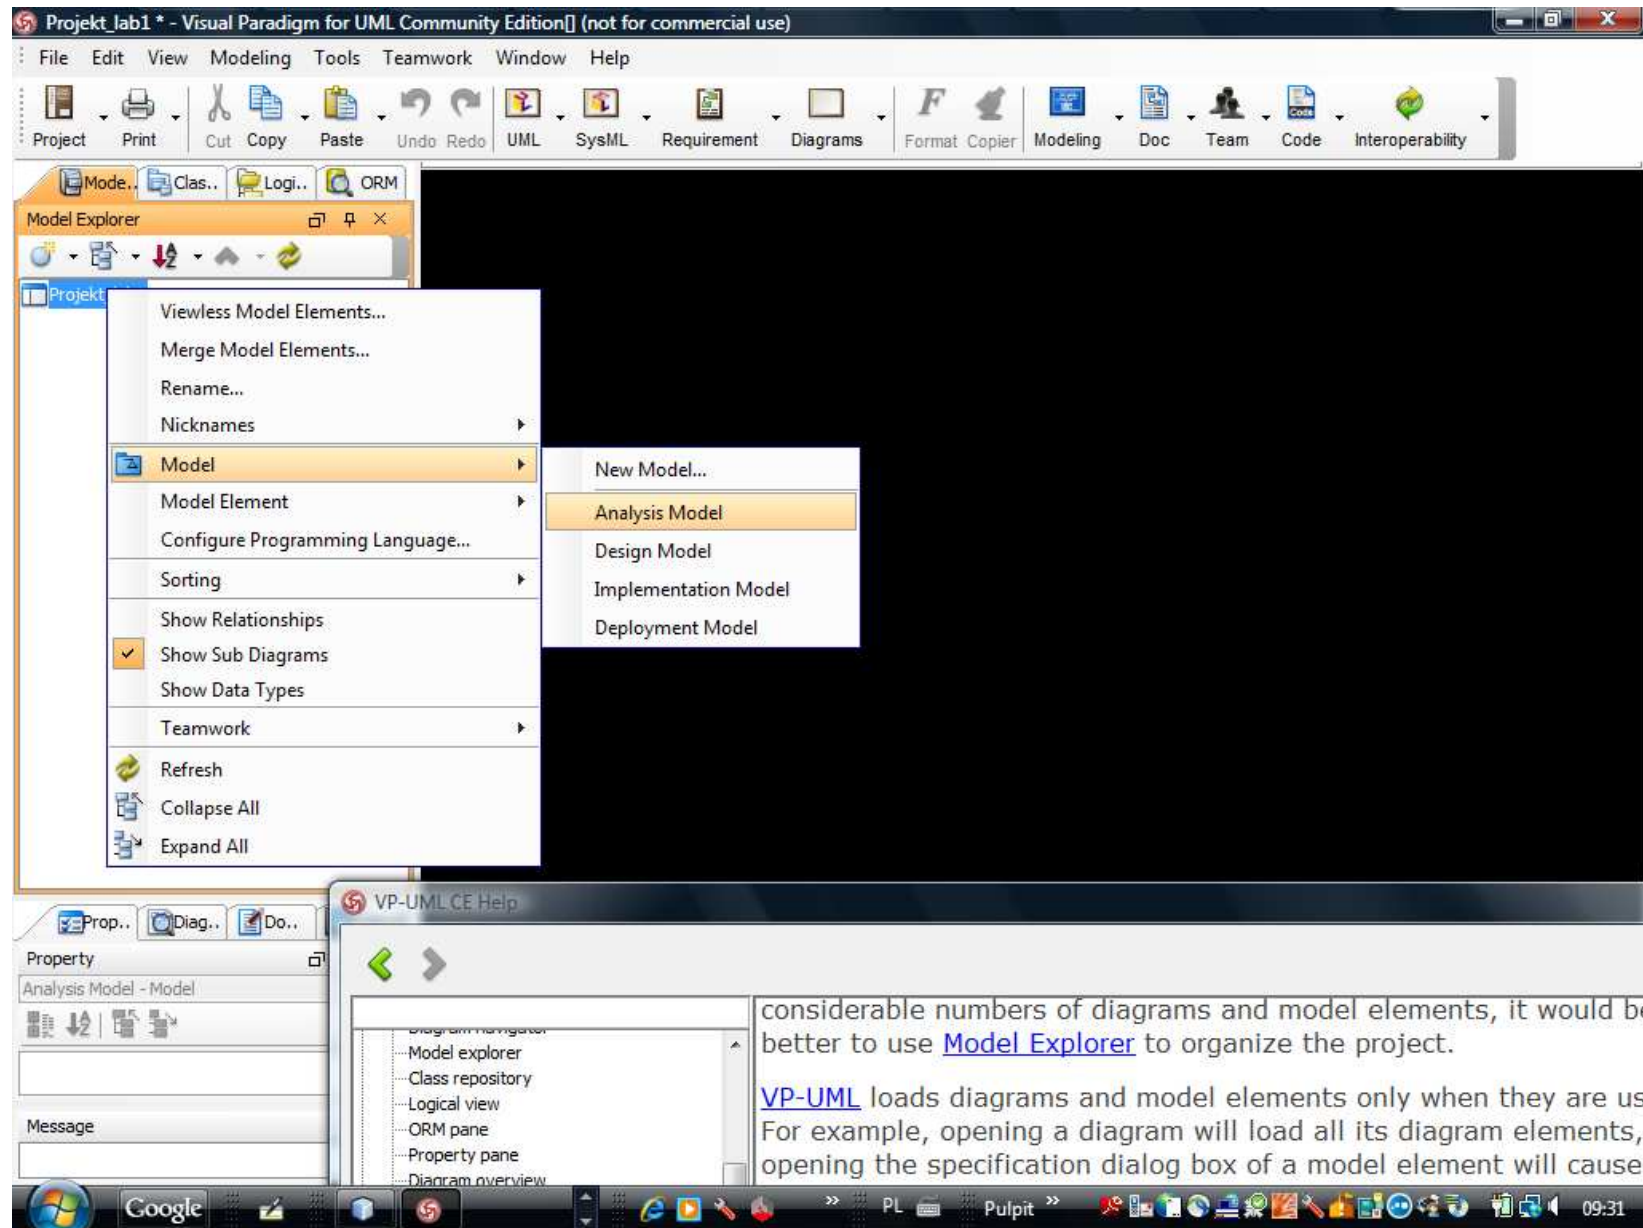 Projekt_lab1 * - Visual Paradigm for UML Community Edition[] (not for commercial use)
File Edit View Modeling Tools Teamwork Window Help
Project Print Cut Copy Paste Undo Redo UML SysML Requirement Diagrams Format Copier Modeling Doc Team Code Interoperability
Mode.. Clas.. Logi.. ORM
Model Explorer
Projekt
Viewless Model Elements...
Merge Model Elements...
Rename...
Nicknames
Model
Model Element
Configure Programming Language...
Sorting
Show Relationships
Show Sub Diagrams
Show Data Types
Teamwork
Refresh
Collapse All
Expand All
New Model...
Analysis Model
Design Model
Implementation Model
Deployment Model
Prop.. Diag.. Do..
Property
Analysis Model - Model
Message
VP-UML CE Help
Diagram navigator
Model explorer
Class repository
Logical view
ORM pane
Property pane
Diagram overview
considerable numbers of diagrams and model elements, it would be
better to use Model Explorer to organize the project.
VP-UML loads diagrams and model elements only when they are us
For example, opening a diagram will load all its diagram elements,
opening the specification dialog box of a model element will cause
Google PL Pulpit 09:31